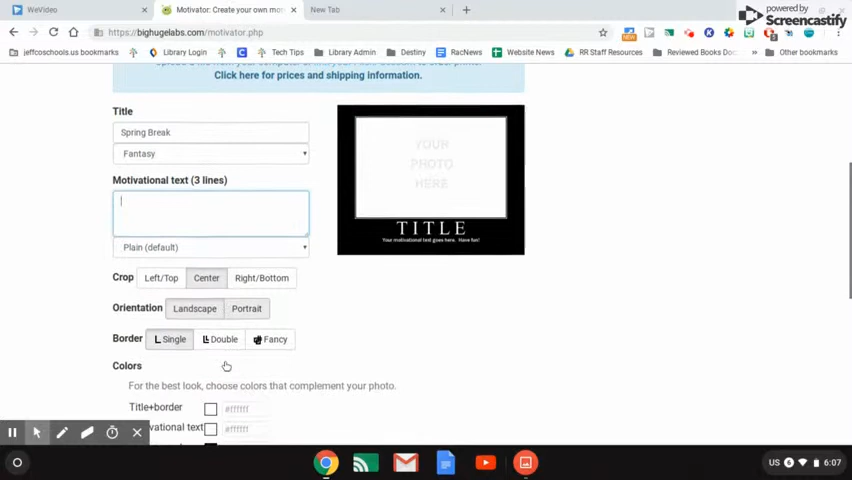 WeVideo
Motivator: Create your own mo
New Tab
powered by
Screencastify
https://bighugelabs.com/motivator.php
NEW
jeffcoschools.us bookmarks
Library Login
Tech Tips
Library Admin
Destiny
RacNews
Website News
RR Staff Resources
Reviewed Books Do
Other bookmarks
Click here for prices and shipping information.
Title
Spring Break
Fantasy
Motivational text (3 lines)
Plain (default)
YOUR
PHOTO
HERE
TITLE
Your motivational text goes here. Have fun!
Crop Left/Top Center Right/Bottom
Orientation Landscape Portrait
Border Single Double Fancy
Colors
For the best look, choose colors that complement your photo.
Title+border #ffffff
vational text #ffffff
US 6 6:07